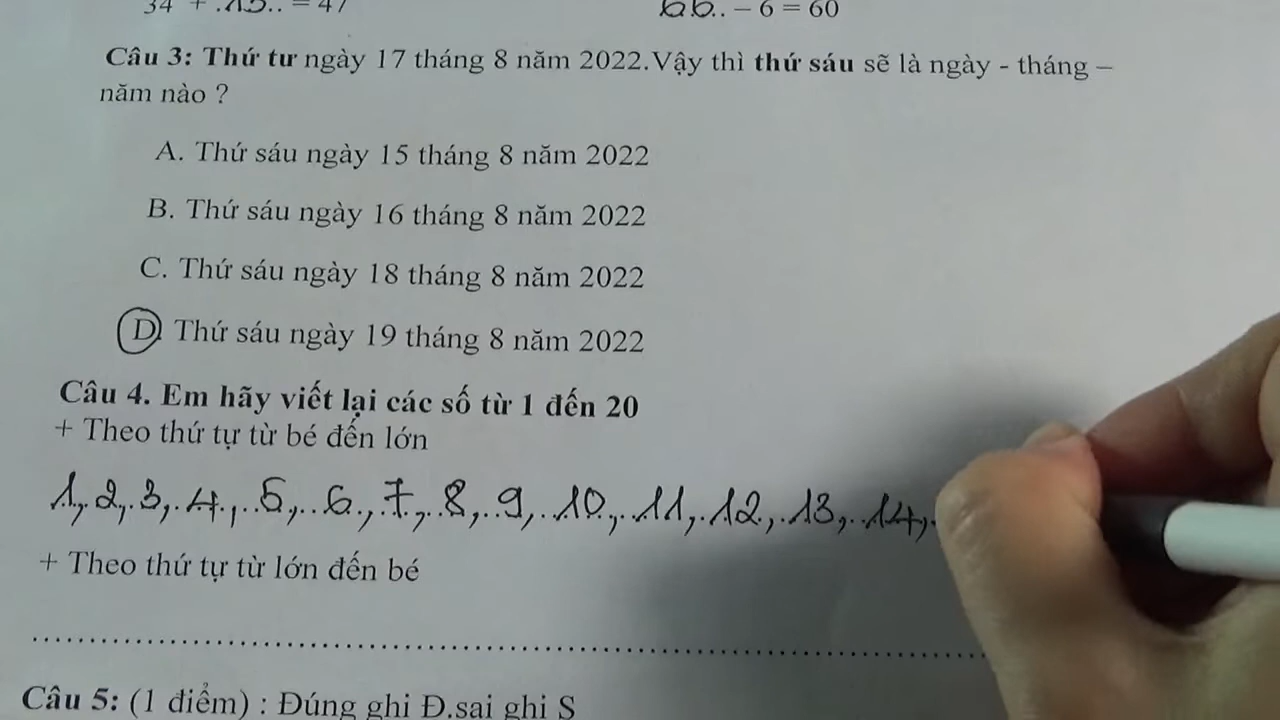 34 + .13.. = 47 66.. – 6 = 60
Câu 3: Thứ tư ngày 17 tháng 8 năm 2022.Vậy thì thứ sáu sẽ là ngày - tháng –
năm nào ?
A. Thứ sáu ngày 15 tháng 8 năm 2022
B. Thứ sáu ngày 16 tháng 8 năm 2022
C. Thứ sáu ngày 18 tháng 8 năm 2022
D. Thứ sáu ngày 19 tháng 8 năm 2022
Câu 4. Em hãy viết lại các số từ 1 đến 20
+ Theo thứ tự từ bé đến lớn
1, 2, 3, 4, 5, 6, 7, 8, 9, 10, 11, 12, 13, 14,
+ Theo thứ tự từ lớn đến bé
Câu 5: (1 điểm) : Đúng ghi Đ.sai ghi S